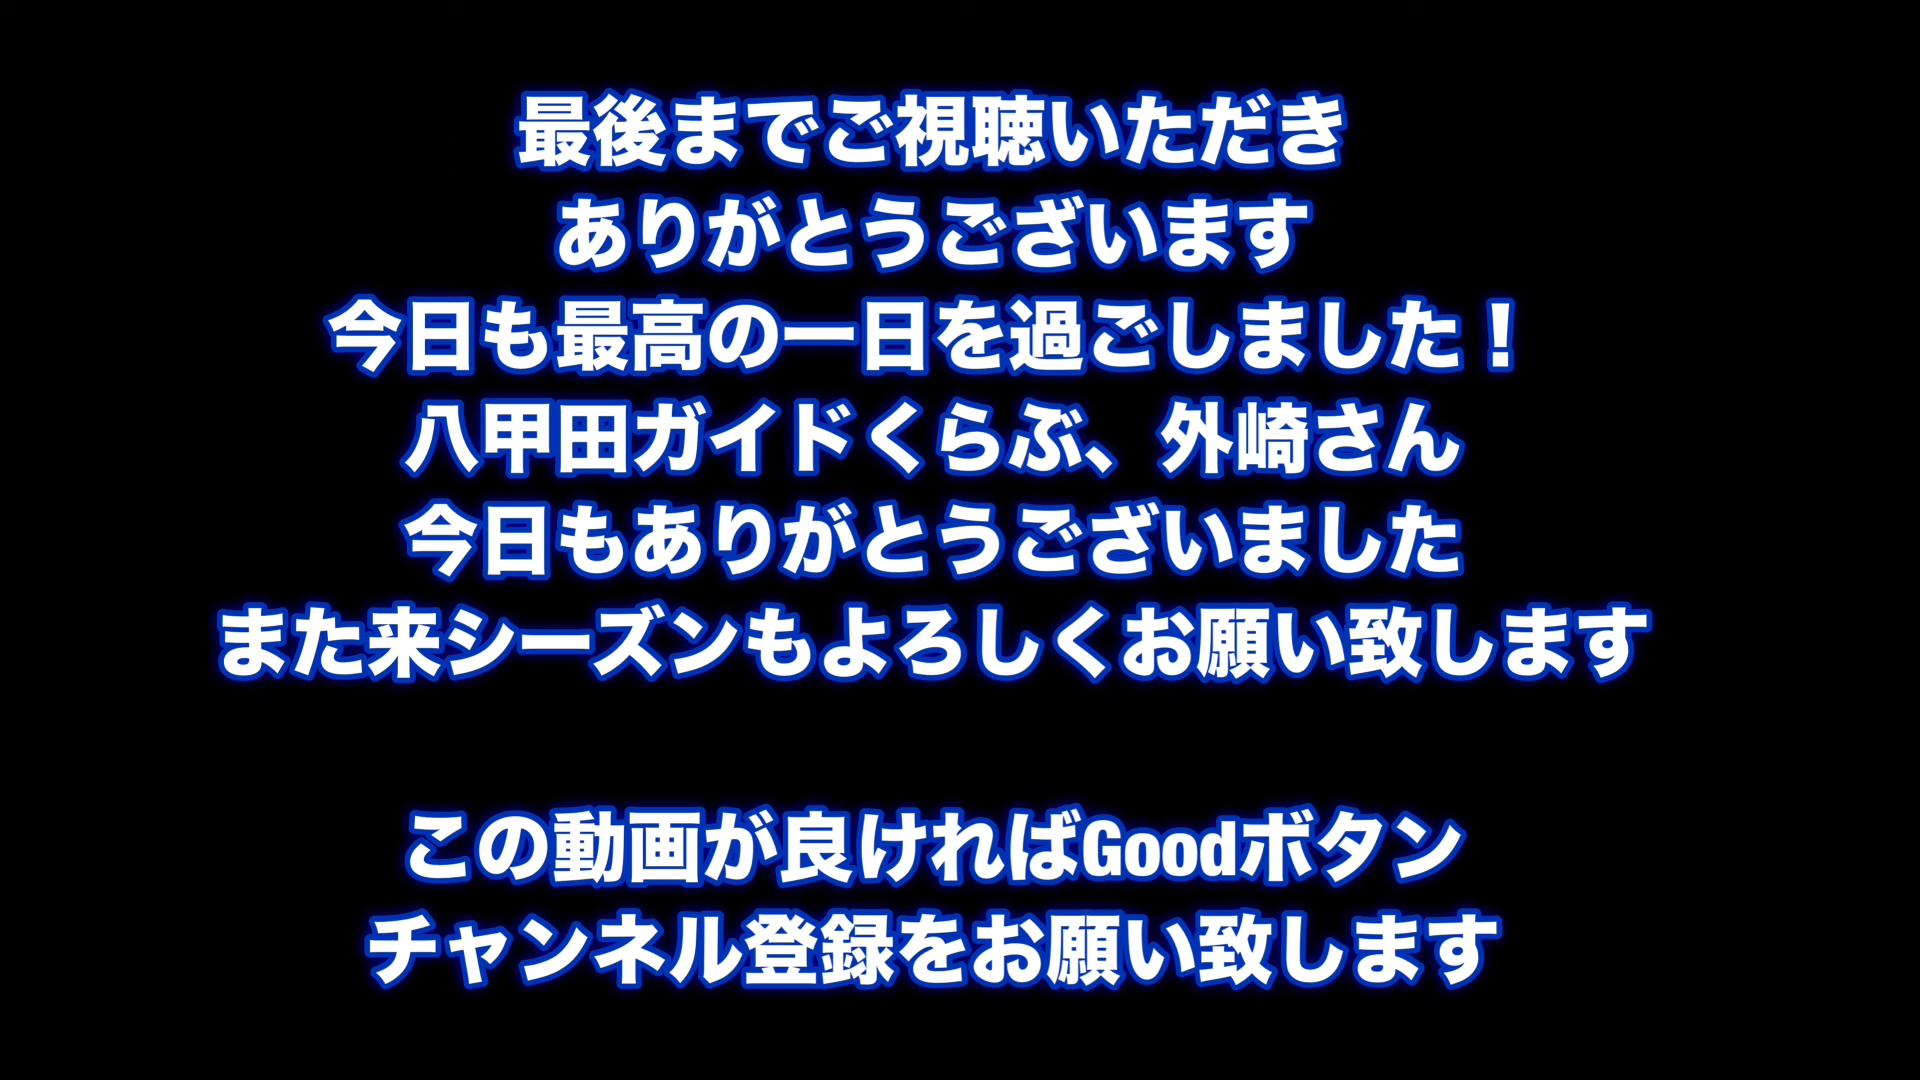 最後までご視聴いただき
ありがとうございます
今日も最高の一日を過ごしました！
八甲田ガイドくらぶ、外崎さん
今日もありがとうございました
また来シーズンもよろしくお願い致します
この動画が良ければGoodボタン
チャンネル登録をお願い致します